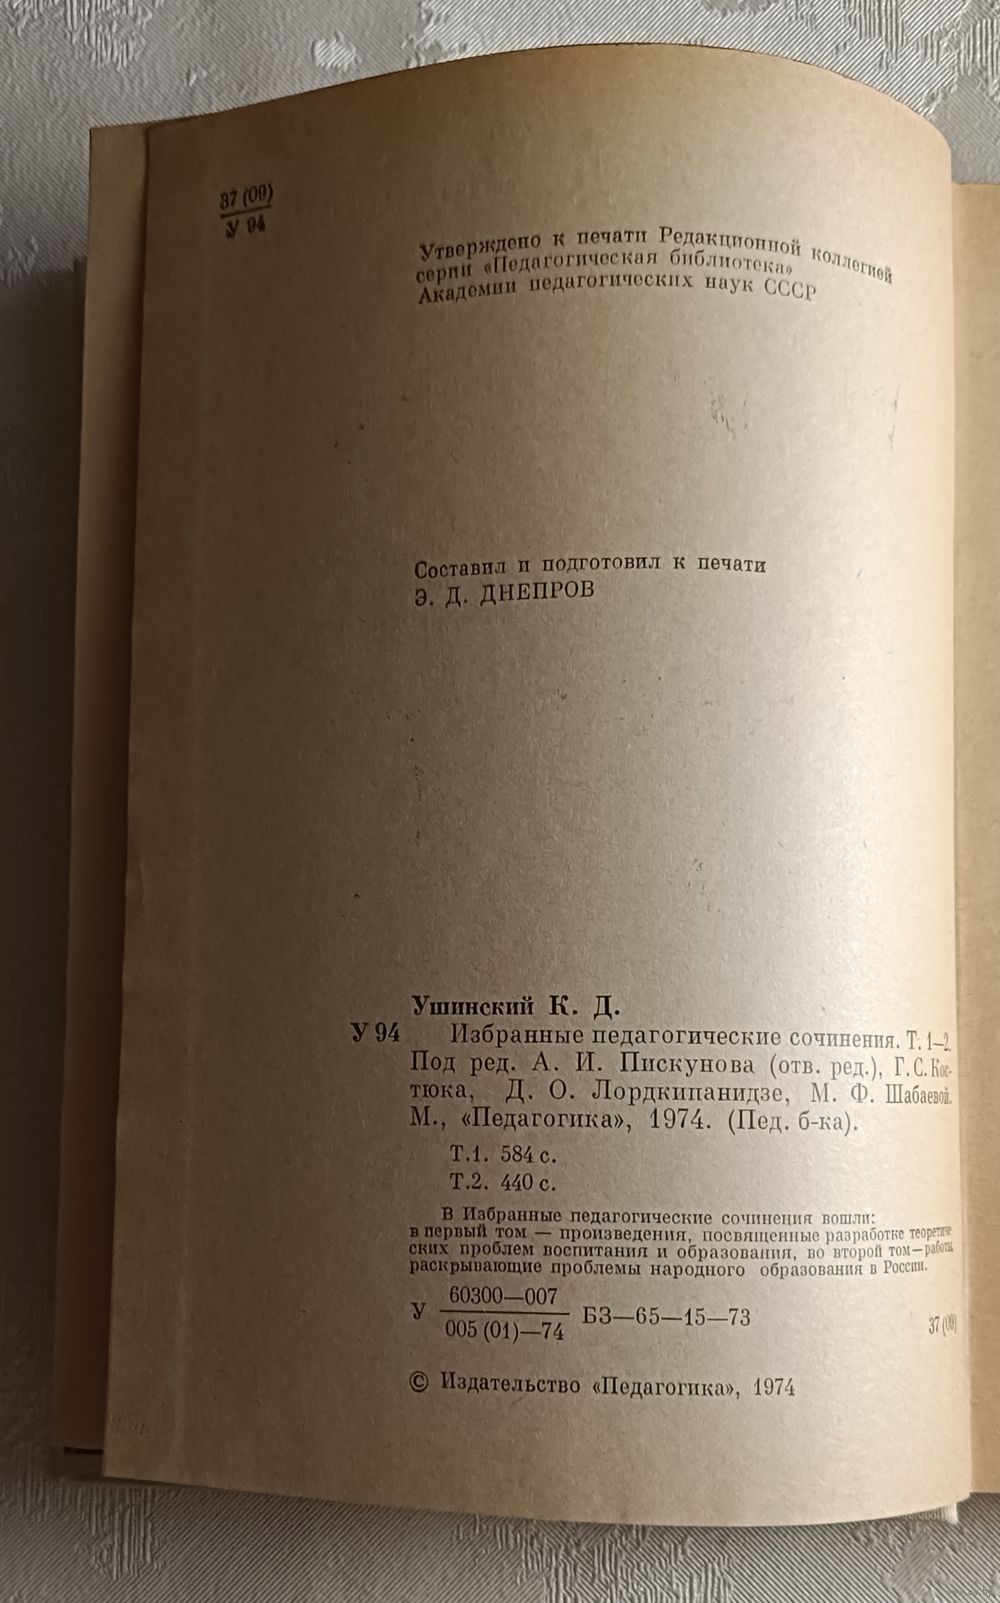 37 (09)
У 94
Утверждено к печати Редакционной коллегией
серии «Педагогическая библиотека»
Академии педагогических наук СССР
Составил и подготовил к печати
Э. Д. ДНЕПРОВ
Ушинский К. Д.
У 94 Избранные педагогические сочинения. Т. 1–2.
Под ред. А. И. Пискунова (отв. ред.), Г. С. Кос-
тюка, Д. О. Лордкипанидзе, М. Ф. Шабаевой.
М., «Педагогика», 1974. (Пед. б-ка).
Т.1. 584 с.
Т.2. 440 с.
В Избранные педагогические сочинения вошли:
в первый том — произведения, посвященные разработке теоретиче-
ских проблем воспитания и образования, во второй том — работы,
раскрывающие проблемы народного образования в России.
60300—007
У БЗ—65—15—73
005 (01)—74
37 (09)
© Издательство «Педагогика», 1974